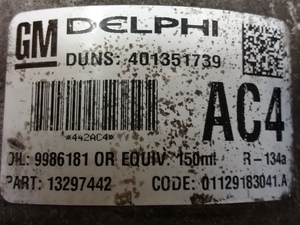 GM DELPHI
DUNS: 401351739
*442AC4*
AC4
OIL: 9986181 OR EQUIV. 150ml R-134a
PART: 13297442 CODE: 01129183041.A